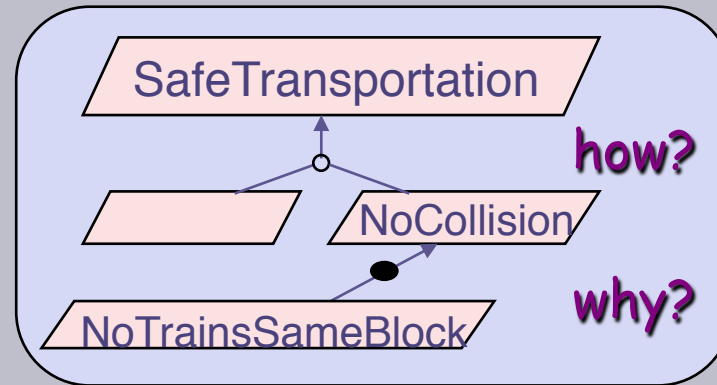 SafeTransportation
how?
NoCollision
why?
NoTrainsSameBlock